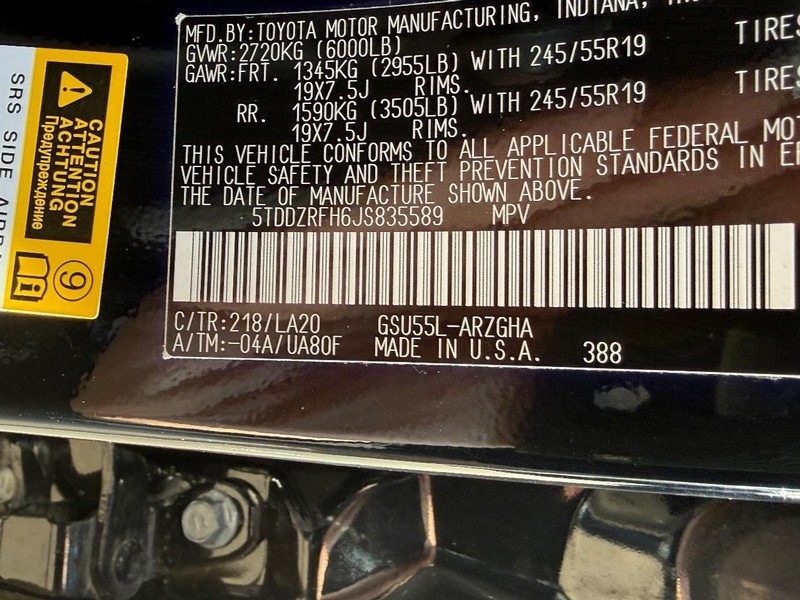 MFD.BY:TOYOTA MOTOR MANUFACTURING, INDIANA,
GVWR:2720KG (6000LB)
GAWR:FRT. 1345KG (2955LB) WITH 245/55R19 TIRES
19X7.5J RIMS.
RR. 1590KG (3505LB) WITH 245/55R19 TIRES
19X7.5J RIMS.
THIS VEHICLE CONFORMS TO ALL APPLICABLE FEDERAL MOT
VEHICLE SAFETY AND THEFT PREVENTION STANDARDS IN EF
THE DATE OF MANUFACTURE SHOWN ABOVE.
5TDDZRFH6JS835589 MPV
C/TR:218/LA20 GSU55L-ARZGHA
A/TM:-04A/UA80F MADE IN U.S.A. 388
CAUTION
ATTENTION
ACHTUNG
Предупреждение
9
SRS SIDE AIRBA